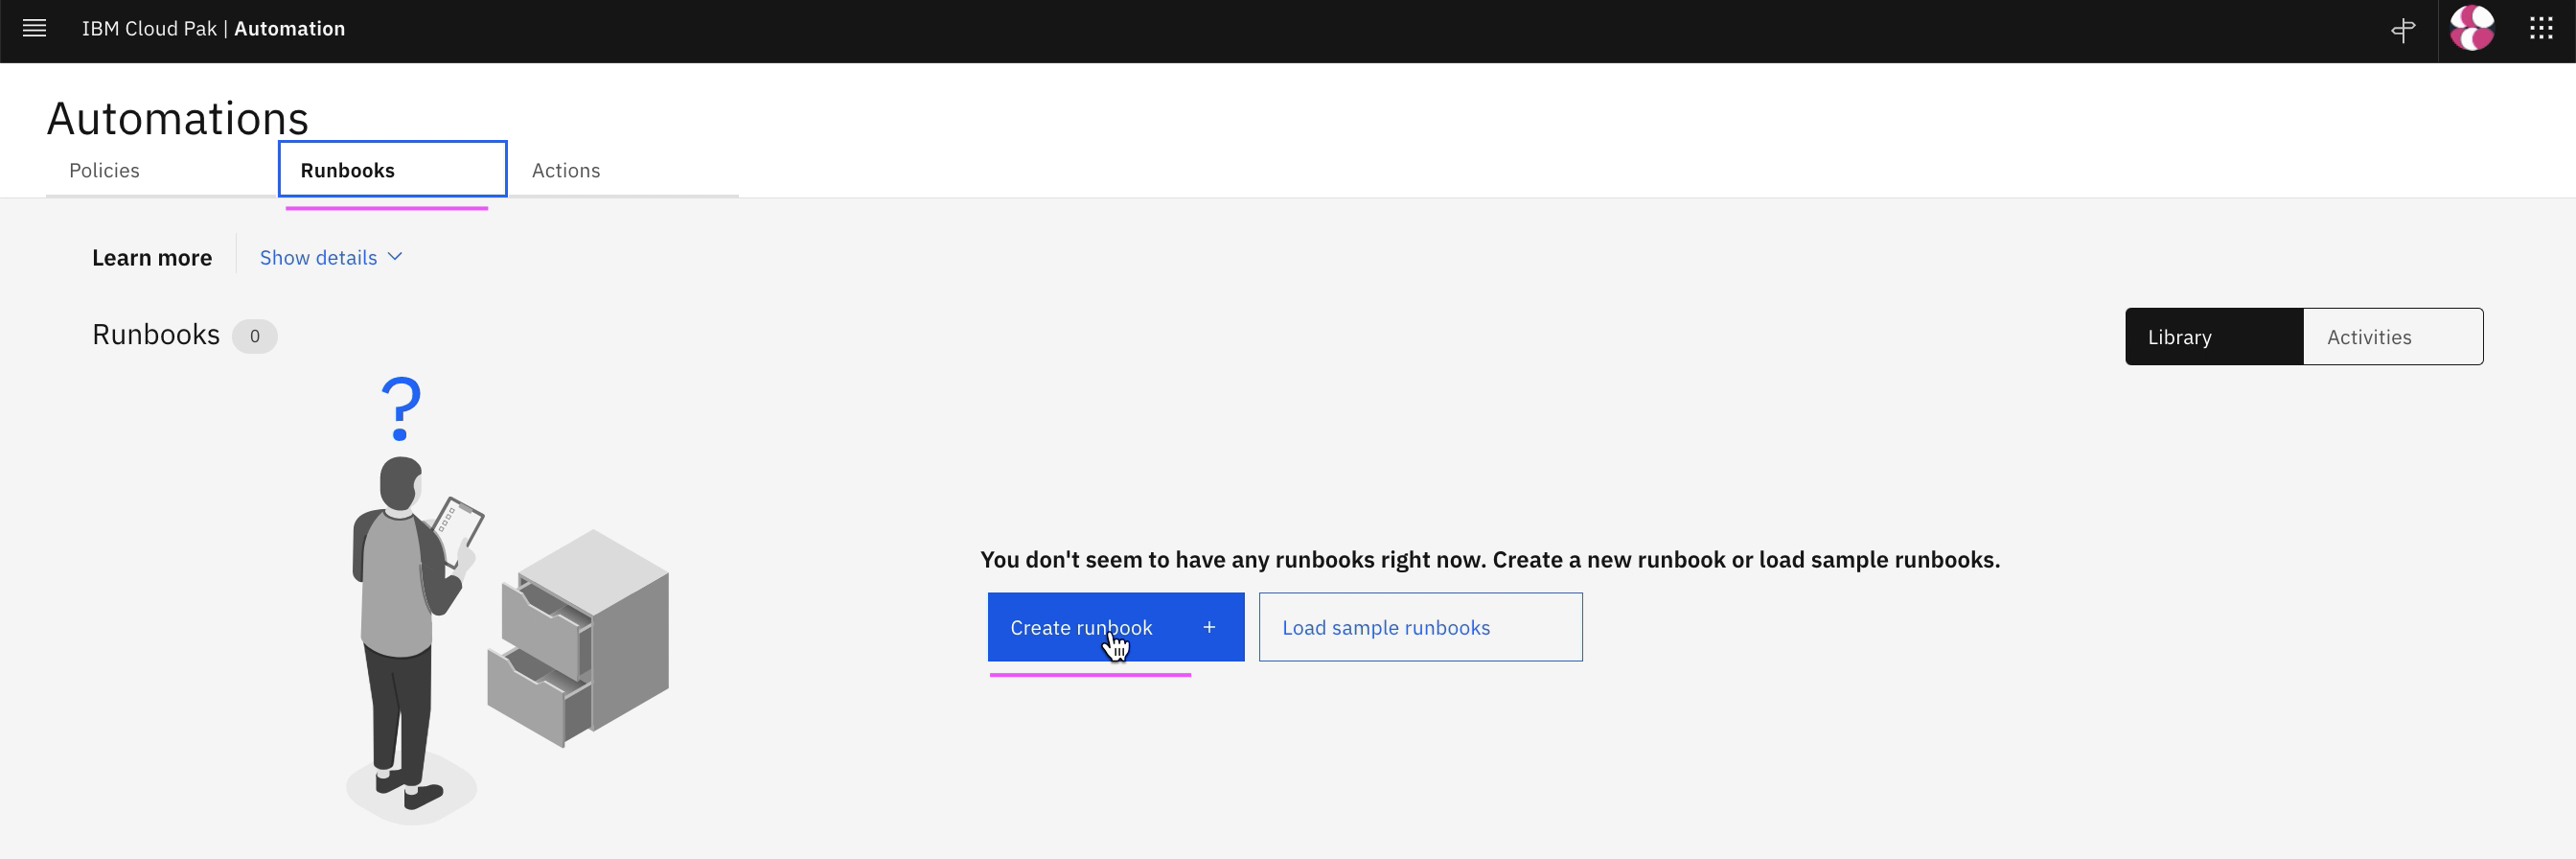 IBM Cloud Pak | Automation
Automations
Policies
Runbooks
Actions
Learn more
Show details
Runbooks 0
Library
Activities
?
You don't seem to have any runbooks right now. Create a new runbook or load sample runbooks.
Create runbook +
Load sample runbooks